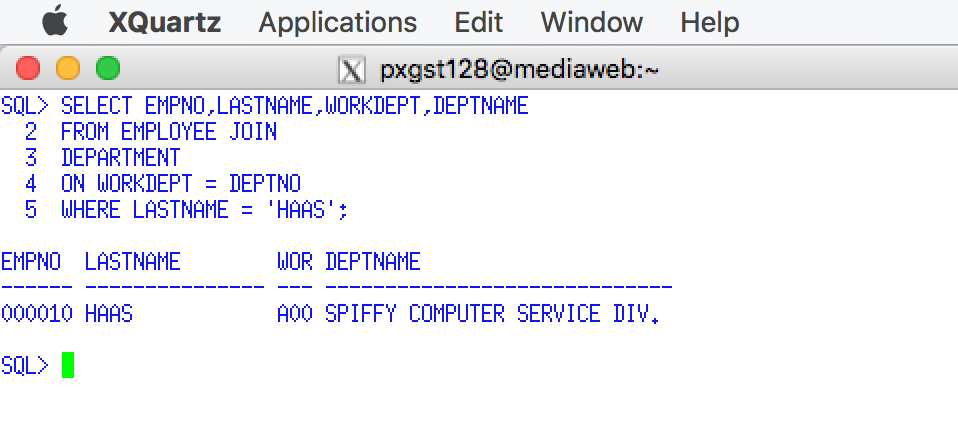 XQuartz Applications Edit Window Help
X pxgst128@mediaweb:~
SQL> SELECT EMPNO,LASTNAME,WORKDEPT,DEPTNAME
  2  FROM EMPLOYEE JOIN
  3  DEPARTMENT
  4  ON WORKDEPT = DEPTNO
  5  WHERE LASTNAME = 'HAAS';
EMPNO  LASTNAME        WOR DEPTNAME
------ --------------- --- -----------------------------
000010 HAAS            A00 SPIFFY COMPUTER SERVICE DIV.
SQL>